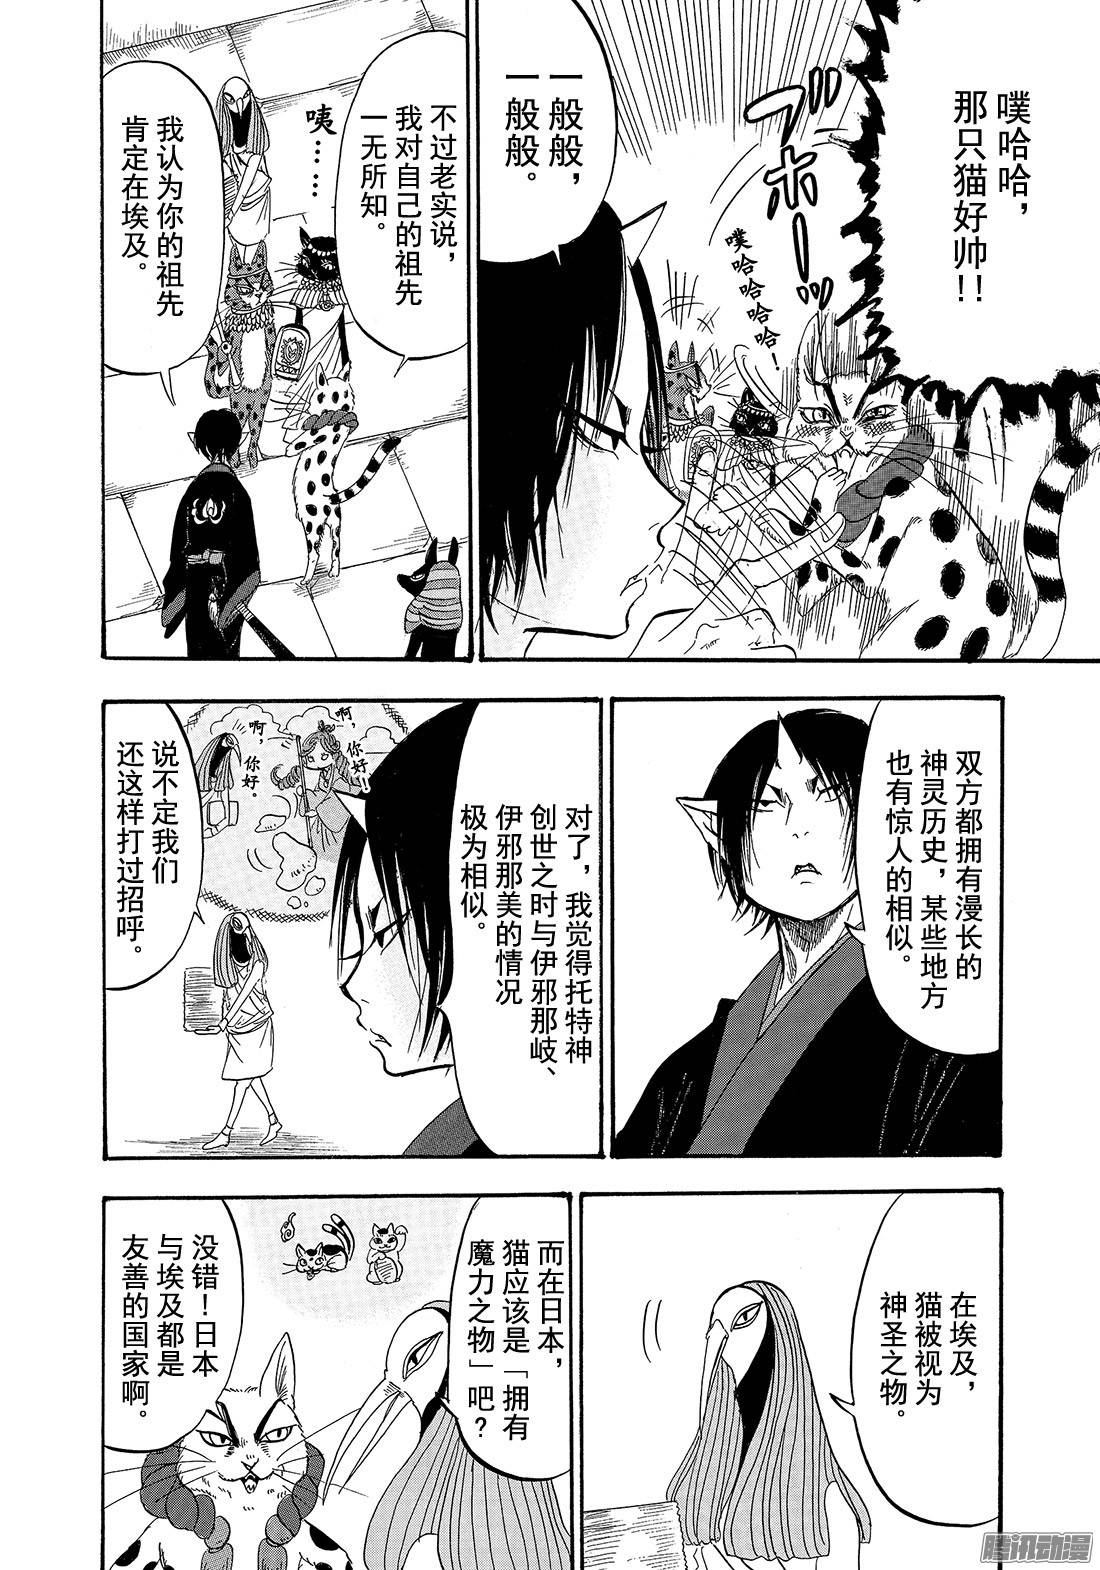 噗哈哈，
那只猫好帅！！
ブホーッ
噗哈哈哈哈！
一般般，
一般般。
不过老实说，
我对自己的祖先
一无所知。
咦……
我认为你的祖先
肯定在埃及。
双方都拥有漫长的
神灵历史，某些地方
也有惊人的相似。
对了，我觉得托特神
创世之时与伊邪那岐、
伊邪那美的情况
极为相似。
啊，你好！
啊，你好。
说不定我们
还这样打过招呼。
在埃及，
猫被视为
神圣之物。
而在日本，
猫应该是「拥有
魔力之物」吧？
没错！日本
与埃及都是
友善的国家啊。
腾讯动漫